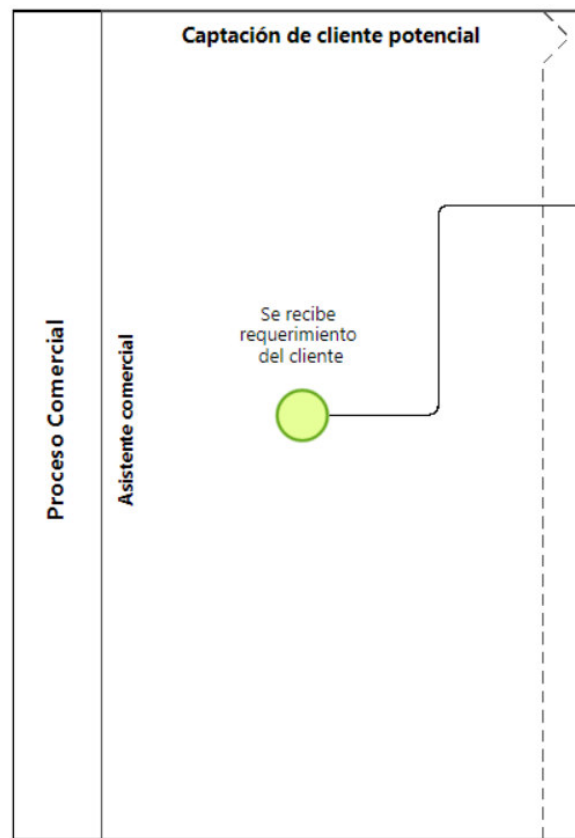 Captación de cliente potencial
Proceso Comercial
Asistente comercial
Se recibe
requerimiento
del cliente